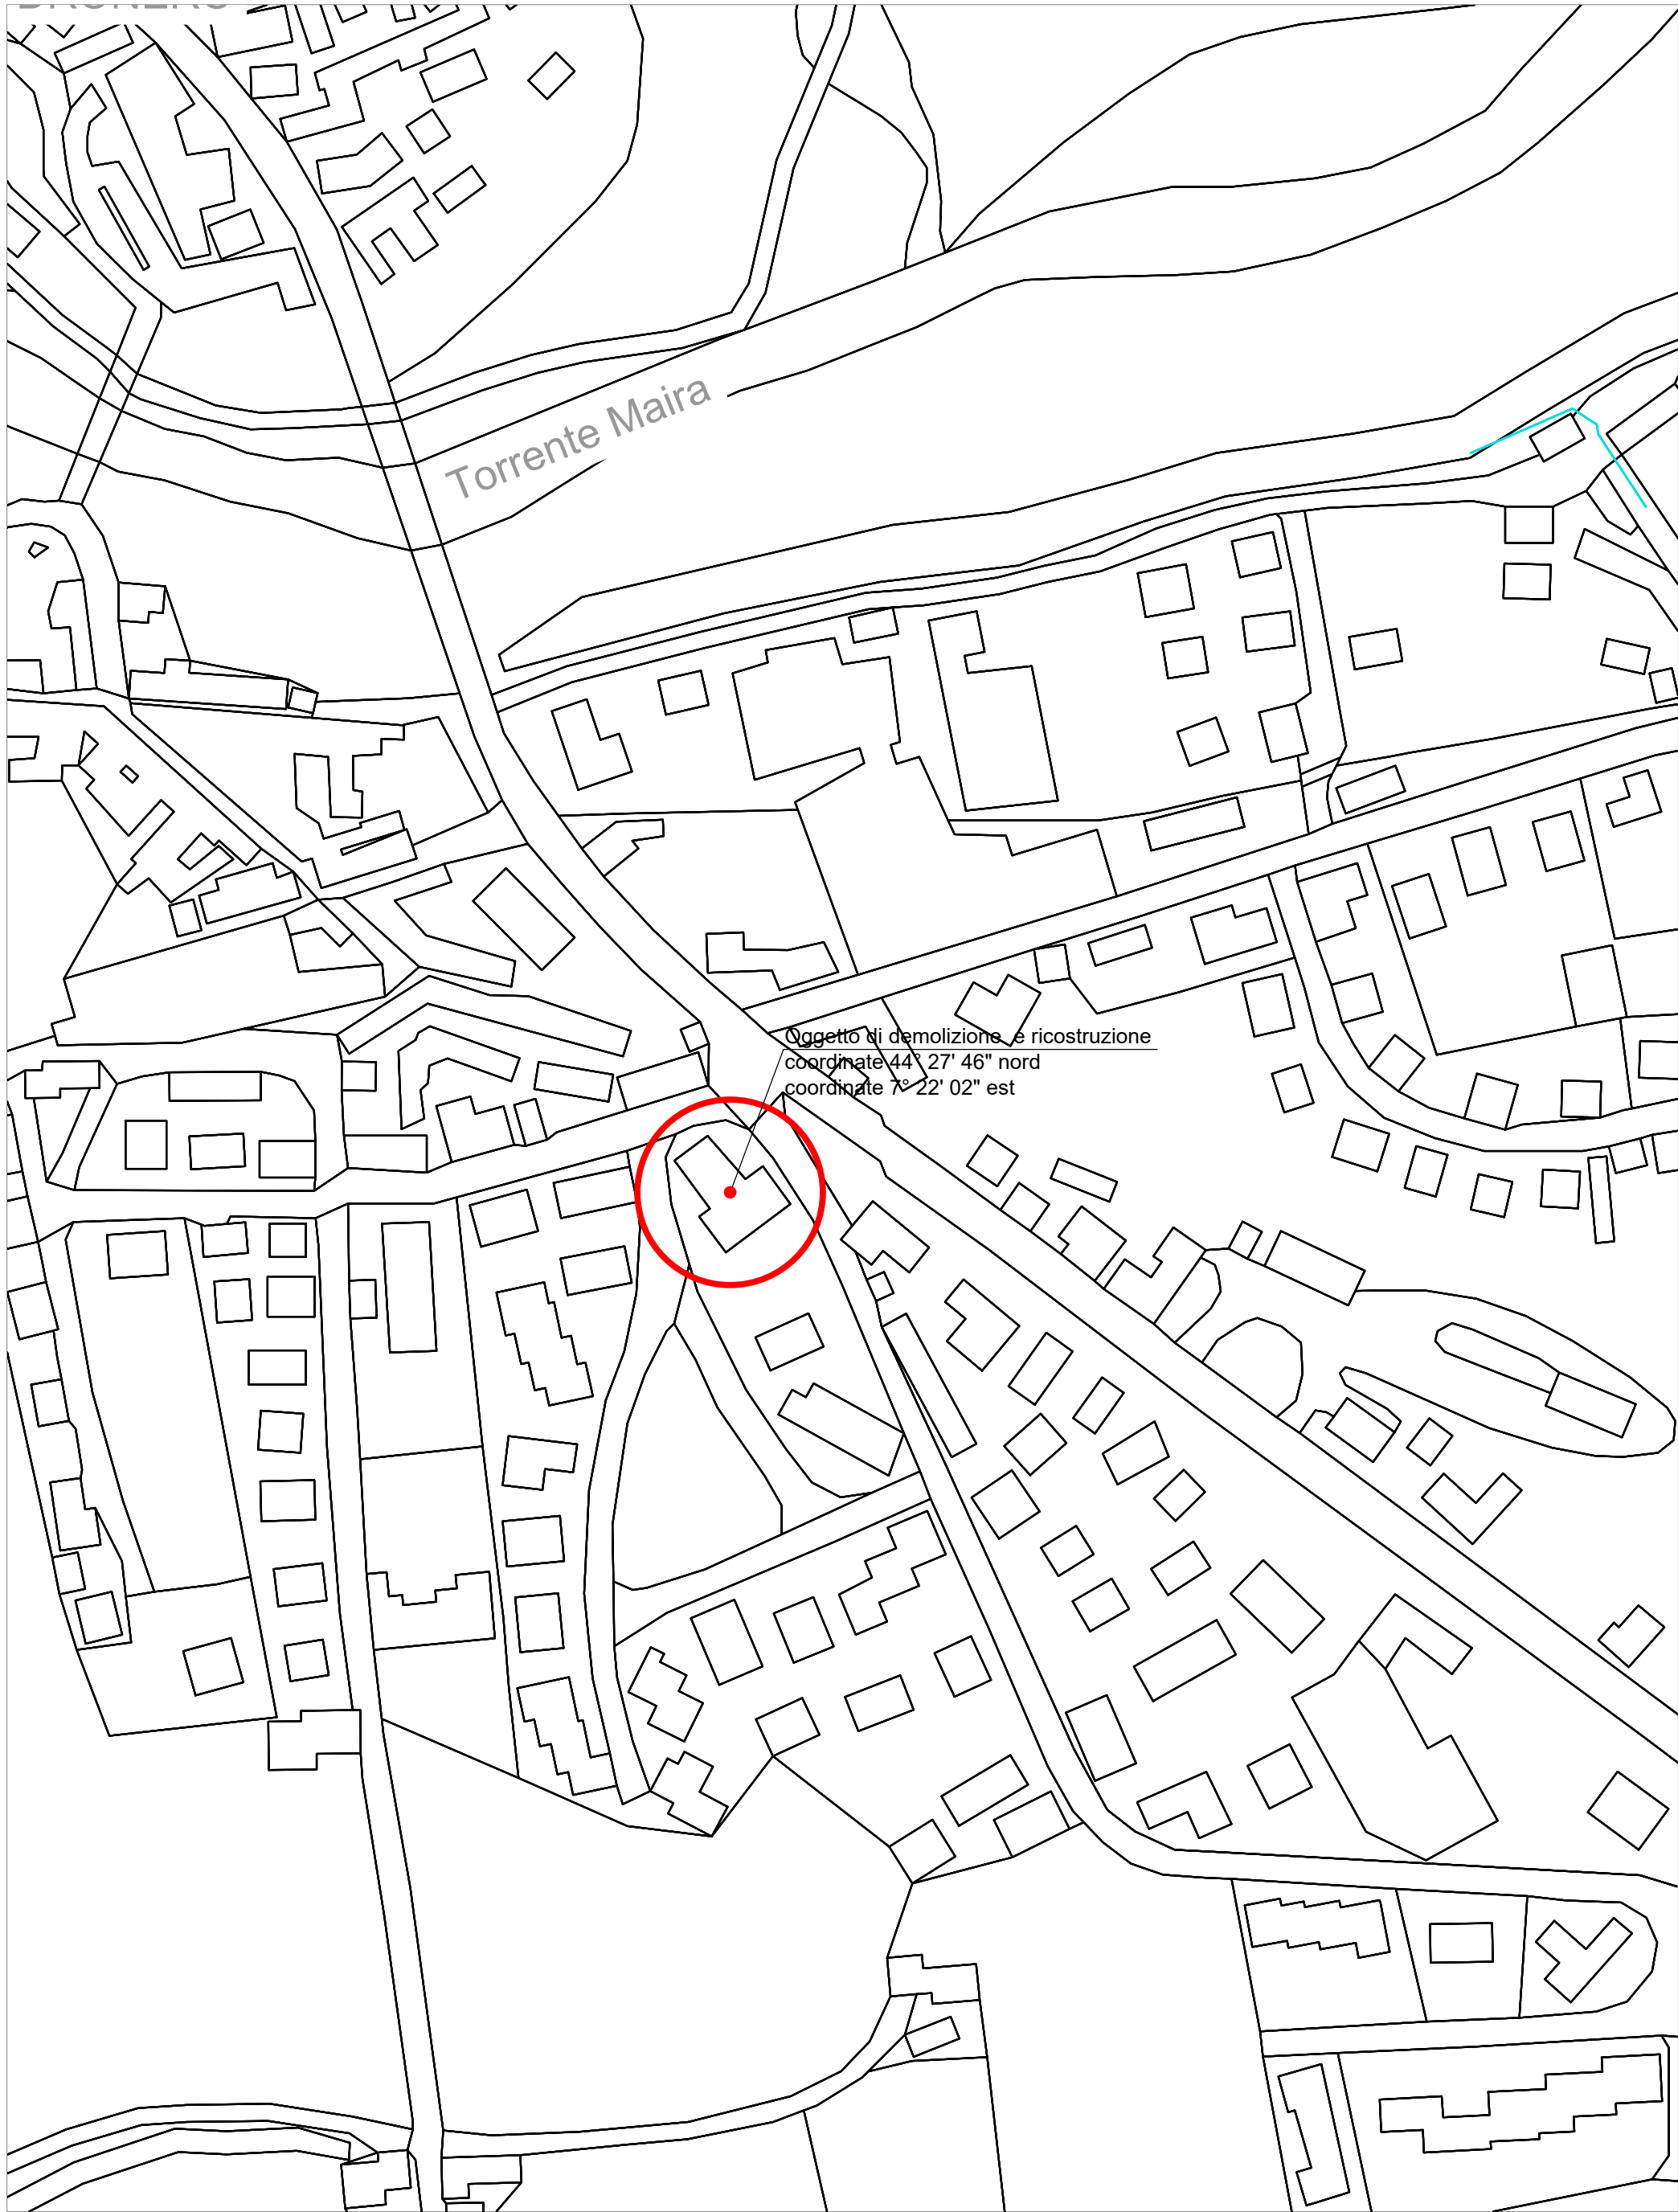 Torrente Maira
Oggetto di demolizione e ricostruzione
coordinate 44° 27' 46" nord
coordinate 7° 22' 02" est